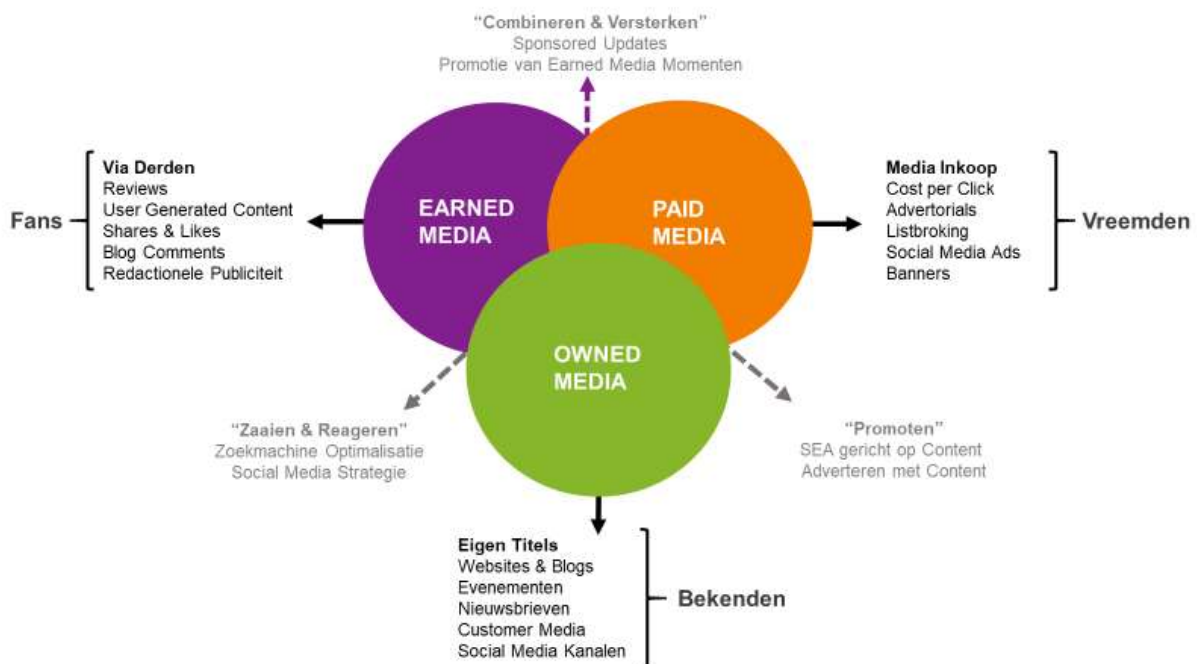 “Combineren & Versterken”
Sponsored Updates
Promotie van Earned Media Momenten
Fans
Via Derden
Reviews
User Generated Content
Shares & Likes
Blog Comments
Redactionele Publiciteit
EARNED
MEDIA
PAID
MEDIA
Media Inkoop
Cost per Click
Advertorials
Listbroking
Social Media Ads
Banners
Vreemden
OWNED
MEDIA
“Zaaien & Reageren”
Zoekmachine Optimalisatie
Social Media Strategie
“Promoten”
SEA gericht op Content
Adverteren met Content
Eigen Titels
Websites & Blogs
Evenementen
Nieuwsbrieven
Customer Media
Social Media Kanalen
Bekenden